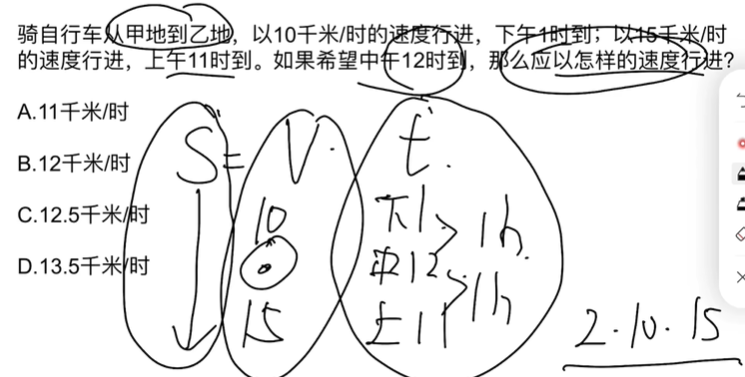 骑自行车从甲地到乙地，以10千米/时的速度行进，下午1时到；以15千米/时
的速度行进，上午11时到。如果希望中午12时到，那么应以怎样的速度行进？
A.11千米/时
B.12千米/时
C.12.5千米/时
D.13.5千米/时
S = V · t.
10 下1 > 1h.
中12 > 1h
15 上11
2·10·15